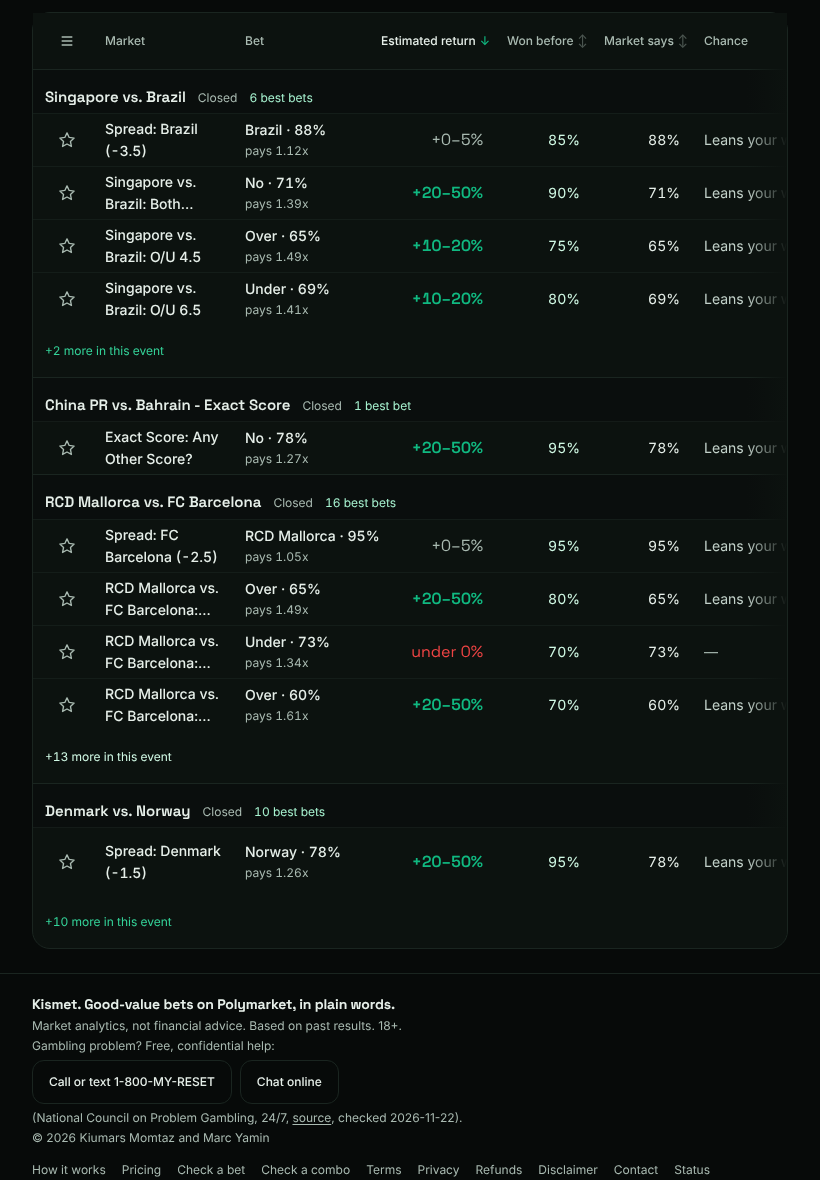 Market Bet Estimated return ↓ Won before ↕ Market says ↕ Chance
Singapore vs. Brazil Closed 6 best bets
Spread: Brazil (-3.5)
Brazil · 88%
pays 1.12x
+0–5% 85% 88% Leans your
Singapore vs. Brazil: Both...
No · 71%
pays 1.39x
+20–50% 90% 71% Leans your
Singapore vs. Brazil: O/U 4.5
Over · 65%
pays 1.49x
+10–20% 75% 65% Leans your
Singapore vs. Brazil: O/U 6.5
Under · 69%
pays 1.41x
+10–20% 80% 69% Leans your
+2 more in this event
China PR vs. Bahrain - Exact Score Closed 1 best bet
Exact Score: Any Other Score?
No · 78%
pays 1.27x
+20–50% 95% 78% Leans your
RCD Mallorca vs. FC Barcelona Closed 16 best bets
Spread: FC Barcelona (-2.5)
RCD Mallorca · 95%
pays 1.05x
+0–5% 95% 95% Leans your
RCD Mallorca vs. FC Barcelona:...
Over · 65%
pays 1.49x
+20–50% 80% 65% Leans your
RCD Mallorca vs. FC Barcelona:...
Under · 73%
pays 1.34x
under 0% 70% 73% —
RCD Mallorca vs. FC Barcelona:...
Over · 60%
pays 1.61x
+20–50% 70% 60% Leans your
+13 more in this event
Denmark vs. Norway Closed 10 best bets
Spread: Denmark (-1.5)
Norway · 78%
pays 1.26x
+20–50% 95% 78% Leans your
+10 more in this event
Kismet. Good-value bets on Polymarket, in plain words.
Market analytics, not financial advice. Based on past results. 18+.
Gambling problem? Free, confidential help:
Call or text 1-800-MY-RESET Chat online
(National Council on Problem Gambling, 24/7, source, checked 2026-11-22).
© 2026 Kiumars Momtaz and Marc Yamin
How it works Pricing Check a bet Check a combo Terms Privacy Refunds Disclaimer Contact Status